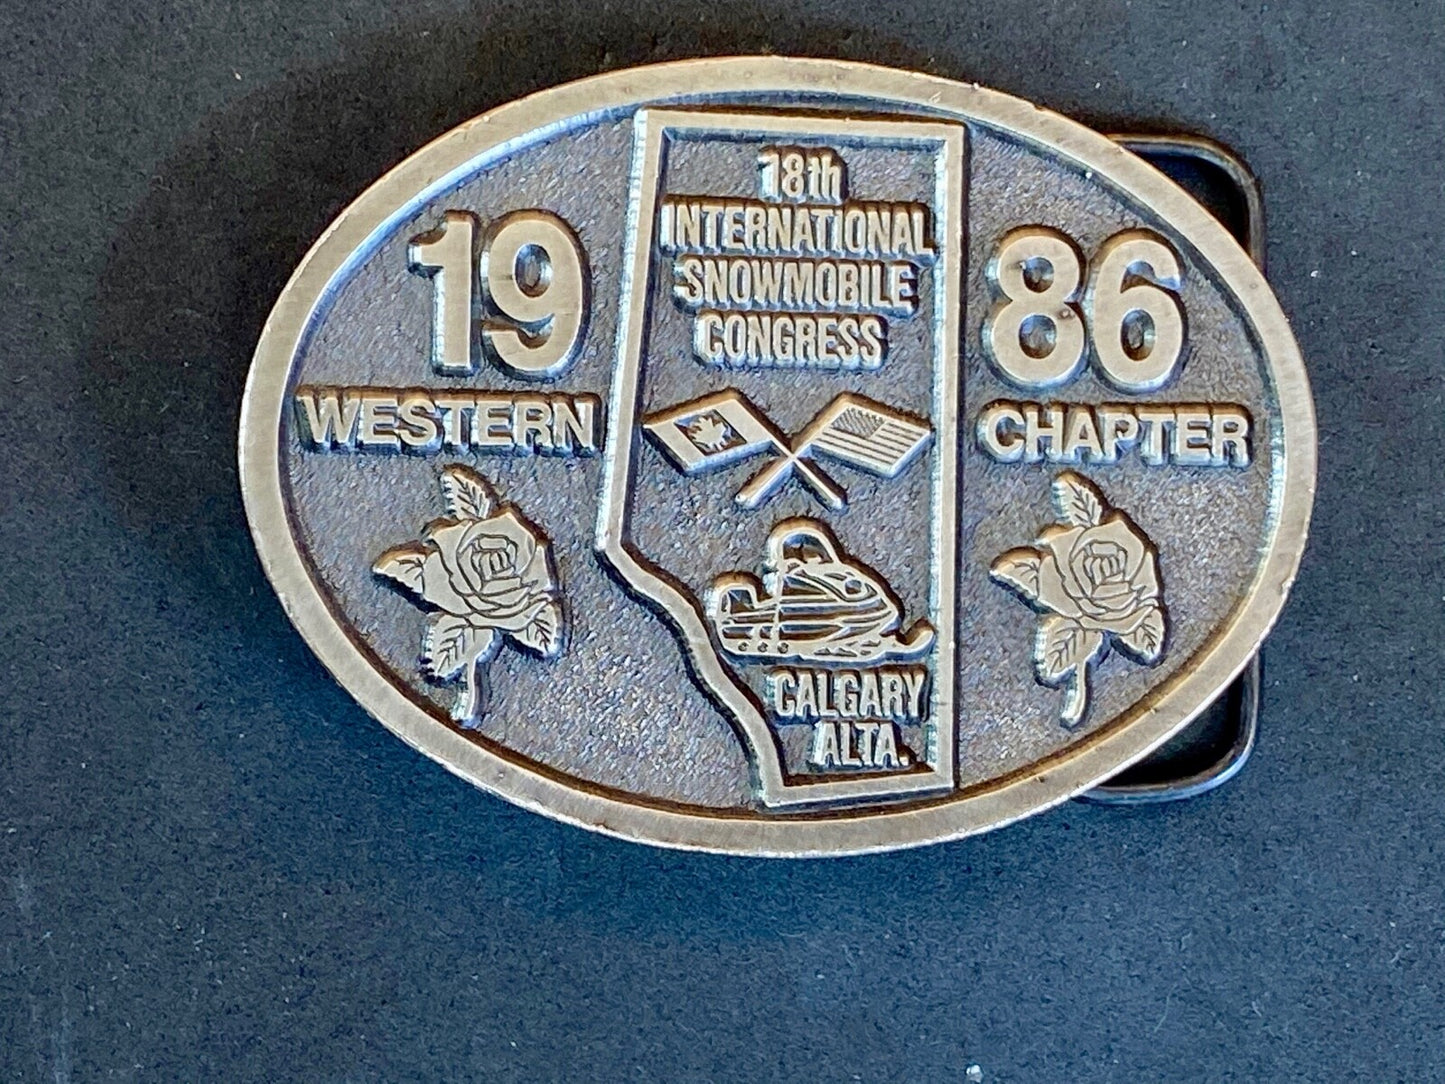 19 86
WESTERN CHAPTER
18th
INTERNATIONAL
SNOWMOBILE
CONGRESS
CALGARY
ALTA.